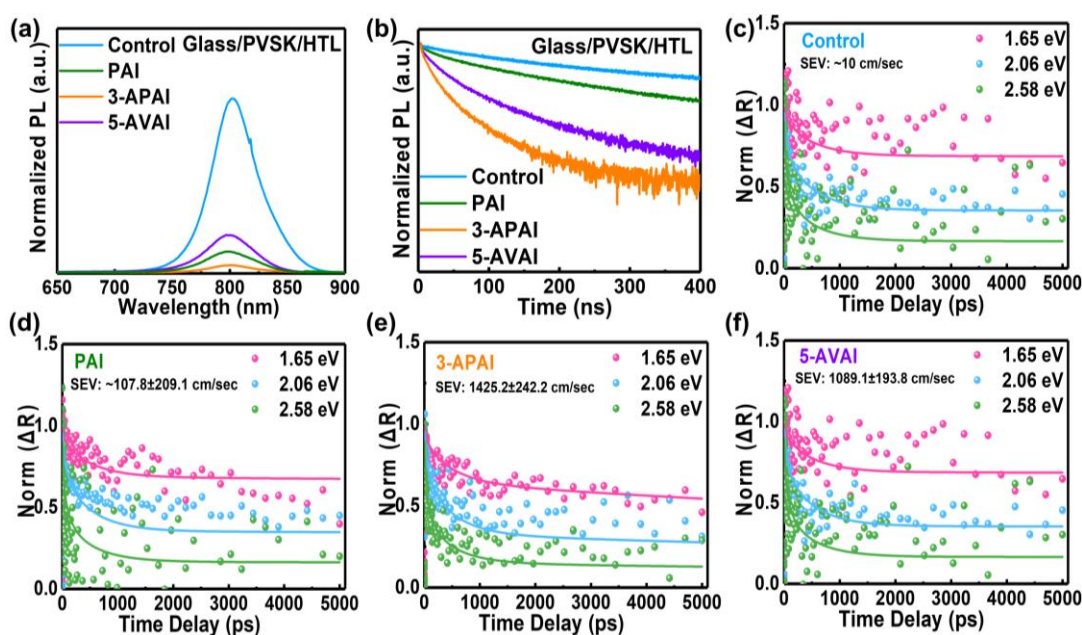 (a)
Control Glass/PVSK/HTL
PAI
3-APAI
5-AVAI
Normalized PL (a.u.)
650 700 750 800 850 900
Wavelength (nm)
(b)
Glass/PVSK/HTL
Control
PAI
3-APAI
5-AVAI
Normalized PL (a.u.)
0 100 200 300 400
Time (ns)
(c)
Control
SEV: ~10 cm/sec
1.65 eV
2.06 eV
2.58 eV
Norm (ΔR)
1.5
1.0
0.5
0.0
0 1000 2000 3000 4000 5000
Time Delay (ps)
(d)
PAI
SEV: ~107.8±209.1 cm/sec
1.65 eV
2.06 eV
2.58 eV
Norm (ΔR)
1.5
1.0
0.5
0.0
0 1000 2000 3000 4000 5000
Time Delay (ps)
(e)
3-APAI
SEV: 1425.2±242.2 cm/sec
1.65 eV
2.06 eV
2.58 eV
Norm (ΔR)
1.5
1.0
0.5
0.0
0 1000 2000 3000 4000 5000
Time Delay (ps)
(f)
5-AVAI
SEV: 1089.1±193.8 cm/sec
1.65 eV
2.06 eV
2.58 eV
Norm (ΔR)
1.5
1.0
0.5
0.0
0 1000 2000 3000 4000 5000
Time Delay (ps)